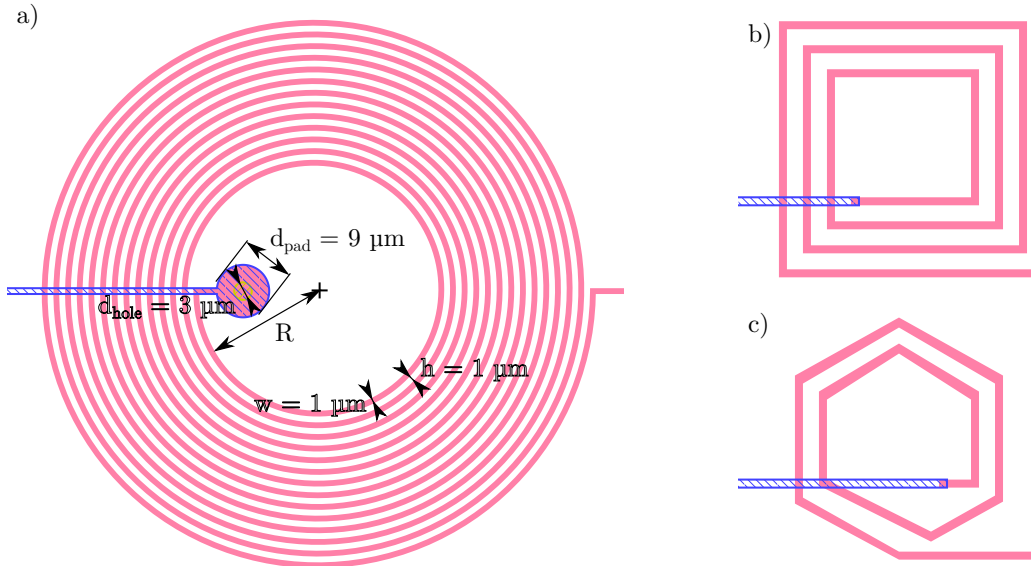 a)
b)
d_pad = 9 µm
d_hole = 3 µm
R
c)
h = 1 µm
w = 1 µm